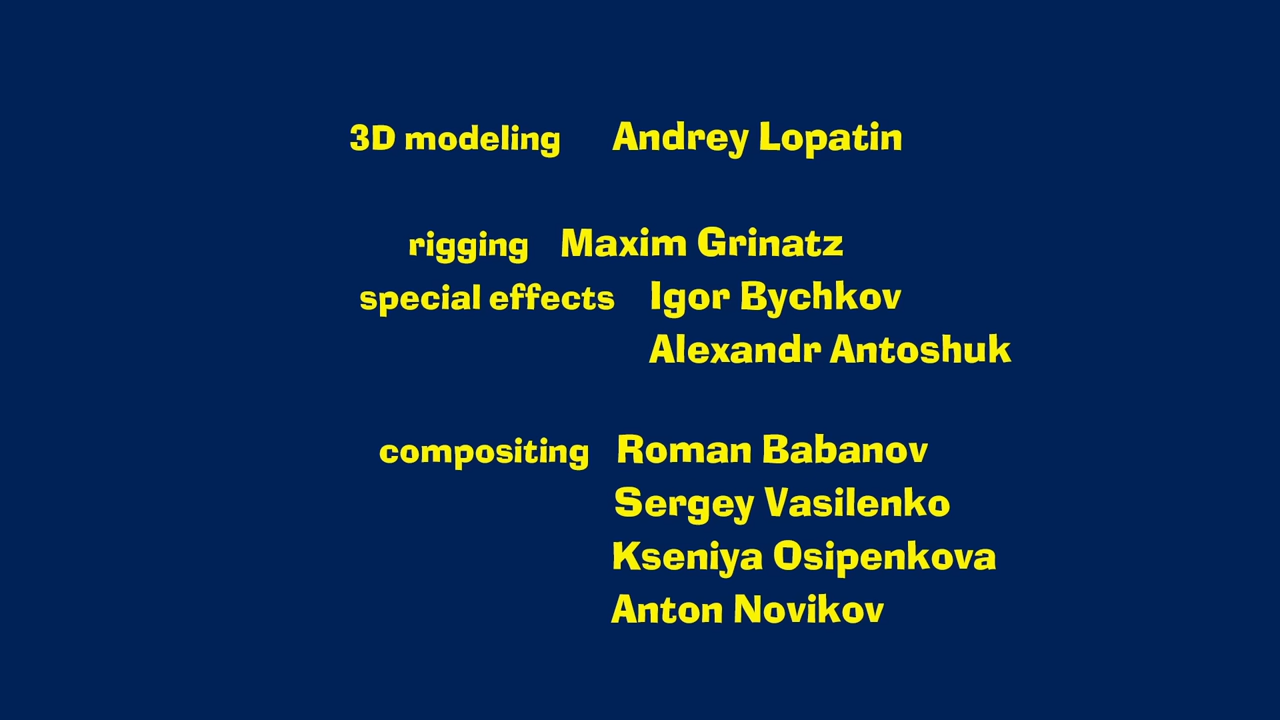 3D modeling Andrey Lopatin
rigging Maxim Grinatz
special effects Igor Bychkov
Alexandr Antoshuk
compositing Roman Babanov
Sergey Vasilenko
Kseniya Osipenkova
Anton Novikov